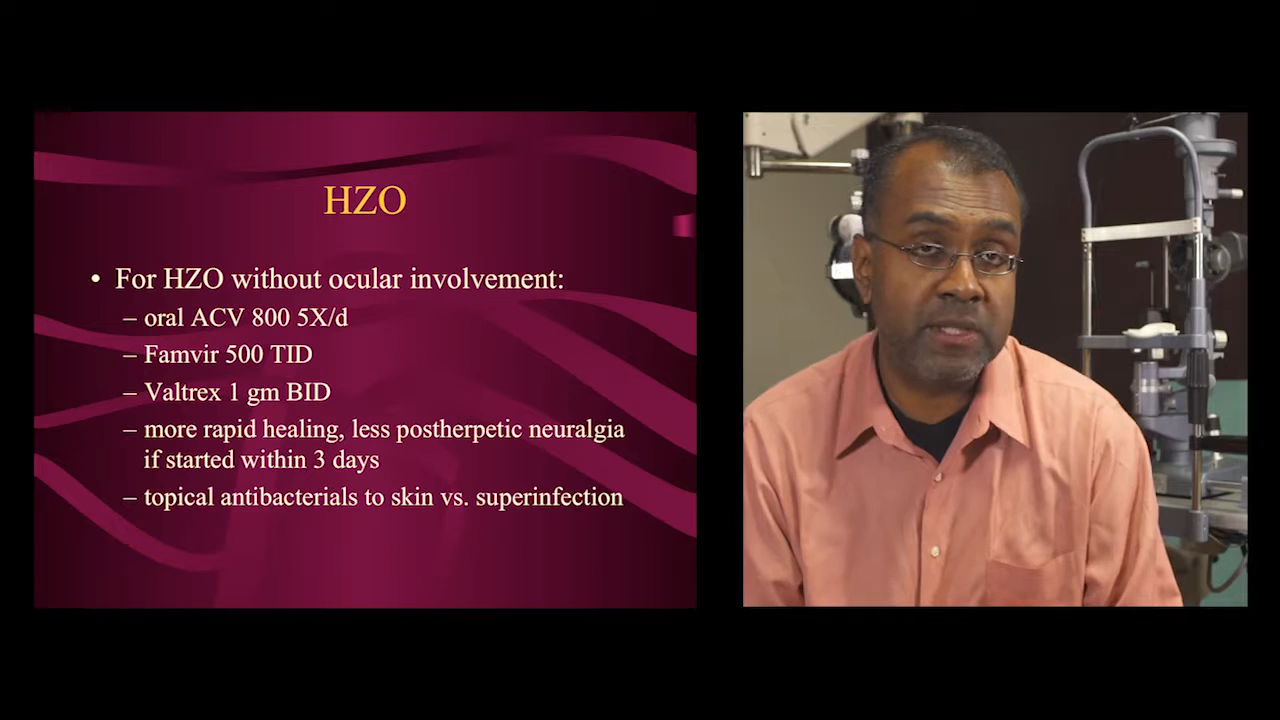 HZO
• For HZO without ocular involvement:
– oral ACV 800 5X/d
– Famvir 500 TID
– Valtrex 1 gm BID
– more rapid healing, less postherpetic neuralgia
if started within 3 days
– topical antibacterials to skin vs. superinfection